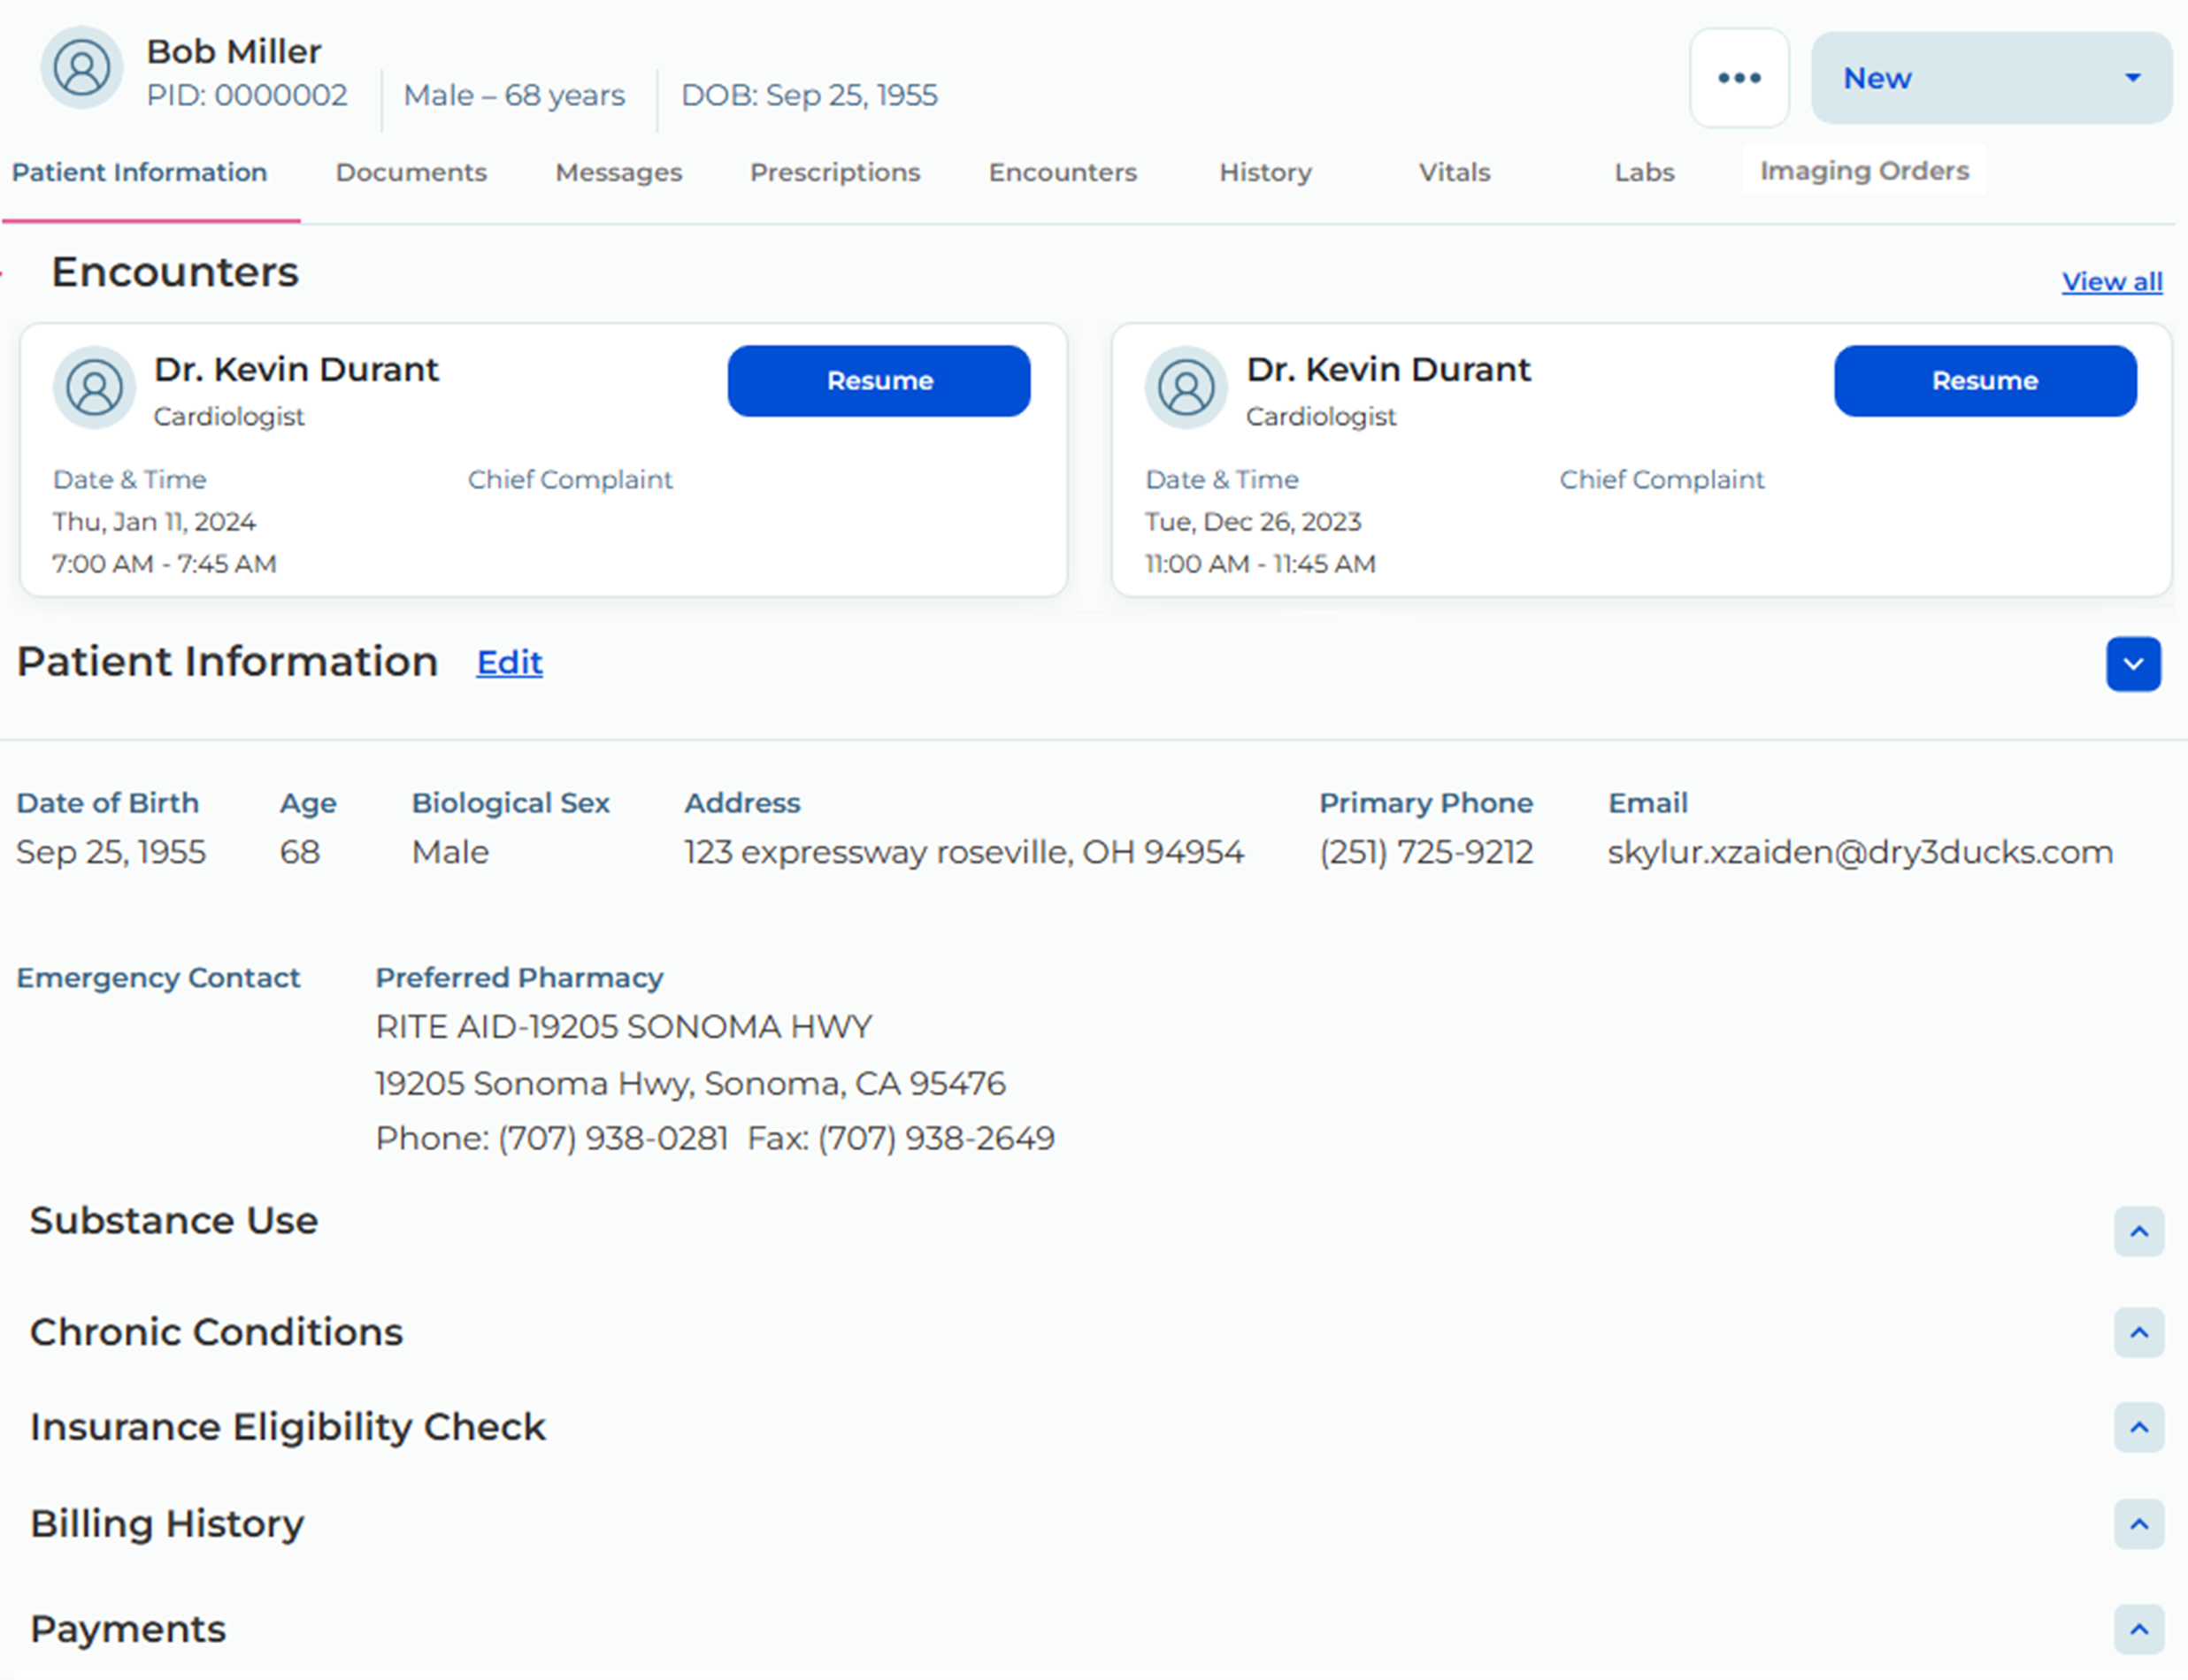 Bob Miller
PID: 0000002 Male – 68 years DOB: Sep 25, 1955
New
Patient Information Documents Messages Prescriptions Encounters History Vitals Labs Imaging Orders
Encounters
View all
Dr. Kevin Durant
Cardiologist
Resume
Date & Time Chief Complaint
Thu, Jan 11, 2024
7:00 AM - 7:45 AM
Dr. Kevin Durant
Cardiologist
Resume
Date & Time Chief Complaint
Tue, Dec 26, 2023
11:00 AM - 11:45 AM
Patient Information Edit
Date of Birth Age Biological Sex Address Primary Phone Email
Sep 25, 1955 68 Male 123 expressway roseville, OH 94954 (251) 725-9212 skylur.xzaiden@dry3ducks.com
Emergency Contact Preferred Pharmacy
RITE AID-19205 SONOMA HWY
19205 Sonoma Hwy, Sonoma, CA 95476
Phone: (707) 938-0281 Fax: (707) 938-2649
Substance Use
Chronic Conditions
Insurance Eligibility Check
Billing History
Payments